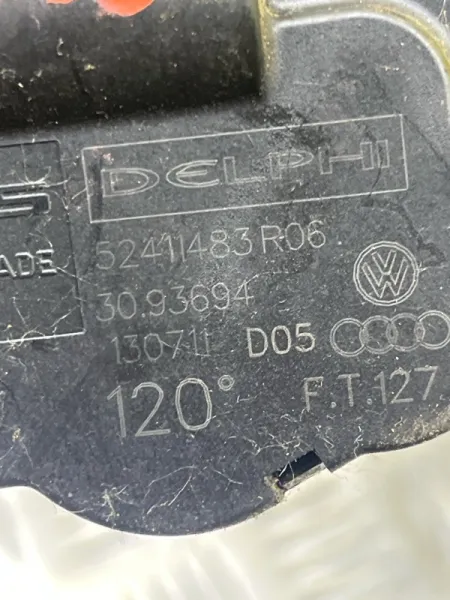 DELPHI
ADE
52411483 R06
30.93694
130711 D05
120° F.T.127